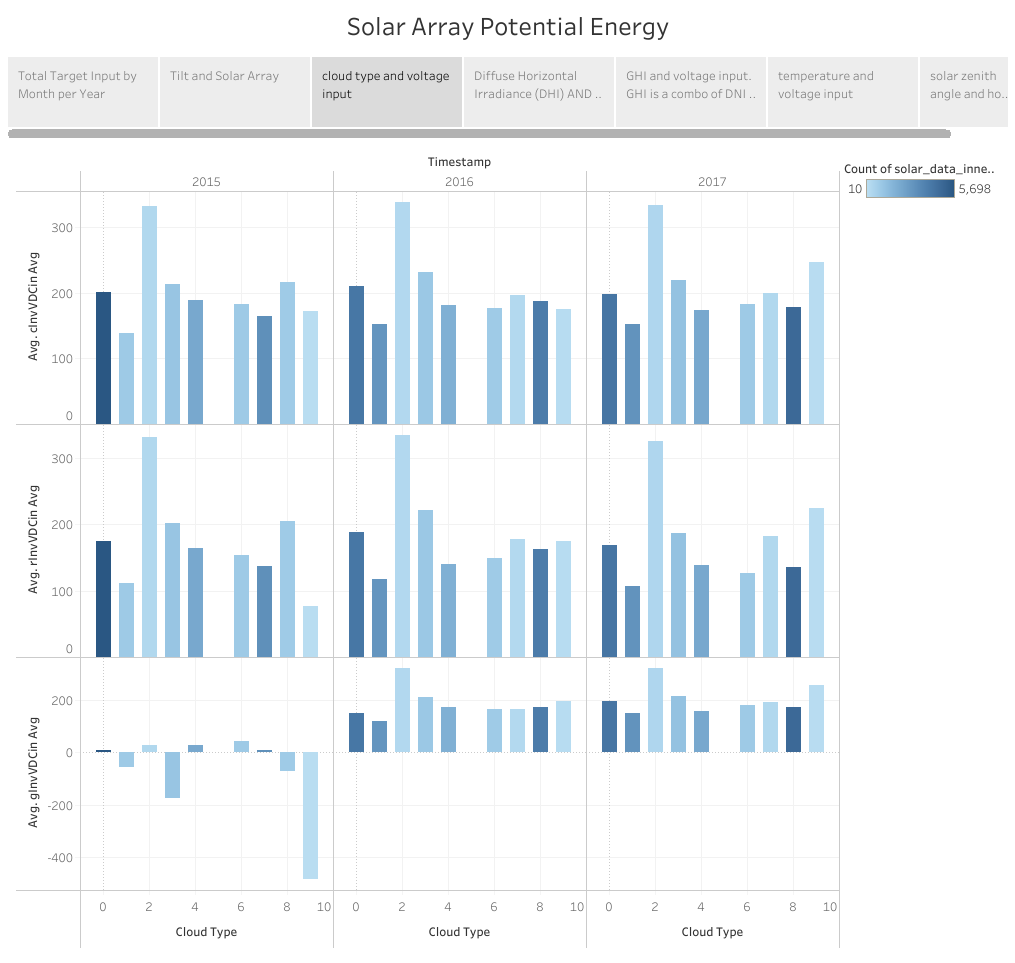 Solar Array Potential Energy
Total Target Input by
Month per Year
Tilt and Solar Array
cloud type and voltage
input
Diffuse Horizontal
Irradiance (DHI) AND ..
GHI and voltage input.
GHI is a combo of DNI ..
temperature and
voltage input
solar zenith
angle and ho..
Timestamp
2015
2016
2017
Count of solar_data_inne..
10
5,698
Avg. cInvVDCin Avg
300
200
100
0
Avg. rInvVDCin Avg
300
200
100
0
Avg. gInvVDCin Avg
200
0
-200
-400
0 2 4 6 8 10
0 2 4 6 8 10
0 2 4 6 8 10
Cloud Type
Cloud Type
Cloud Type